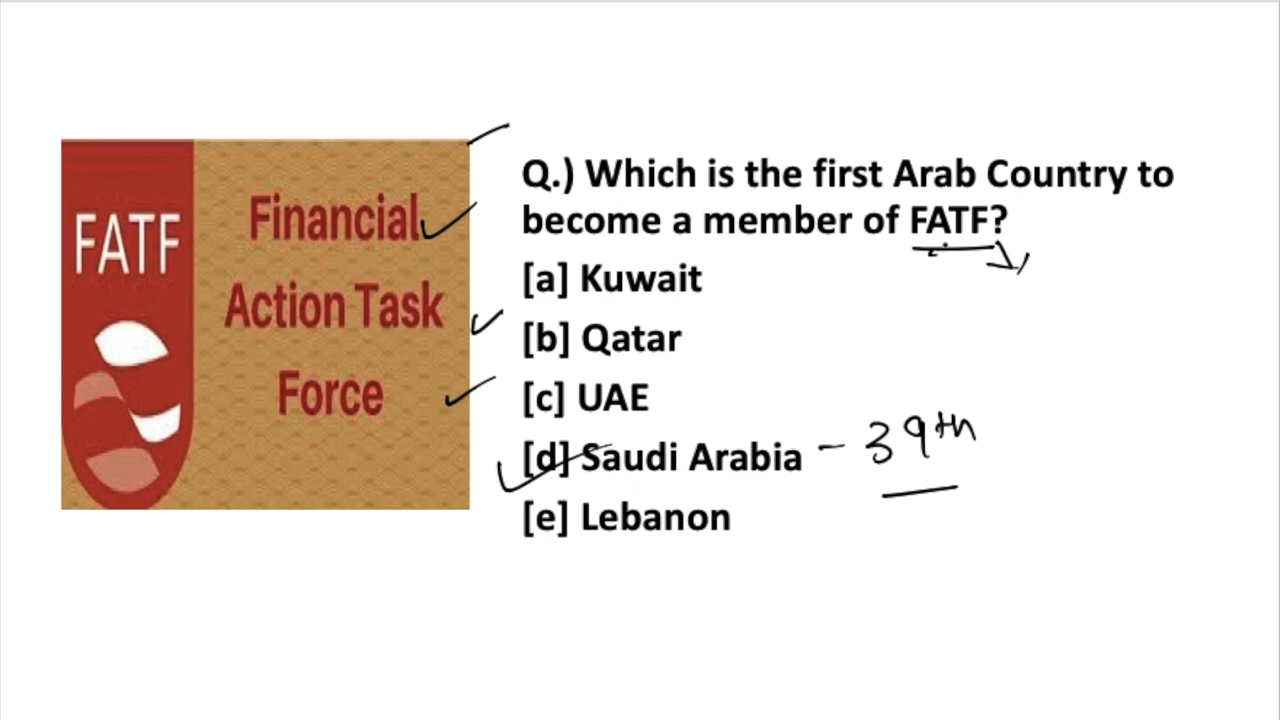 FATF
Financial
Action Task
Force
Q.) Which is the first Arab Country to
become a member of FATF?
[a] Kuwait
[b] Qatar
[c] UAE
[d] Saudi Arabia - 39th
[e] Lebanon